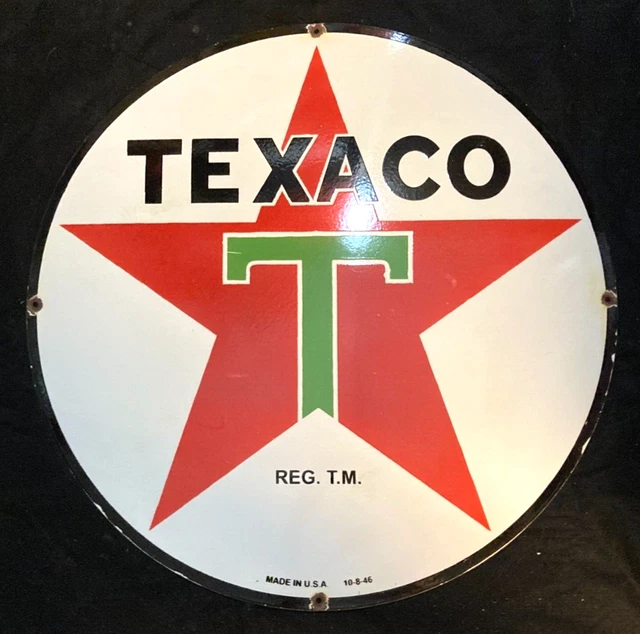 TEXACO
T
REG. T.M.
MADE IN U.S.A. 10-8-46